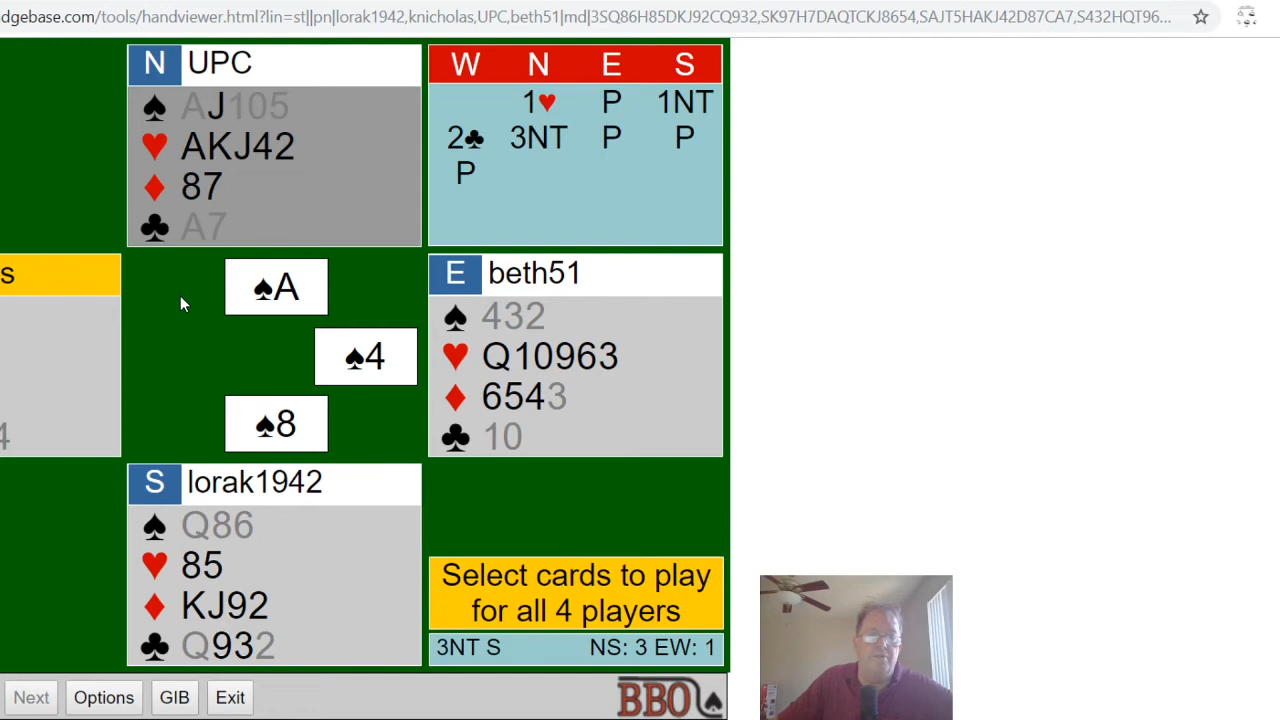 dgebase.com/tools/handviewer.html?lin=st||pn|lorak1942,knicholas,UPC,beth51|md|3SQ86H85DKJ92CQ932,SK97H7DAQTCKJ8654,SAJT5HAKJ42D87CA7,S432HQT96...
N UPC
♠ AJ105
♥ AKJ42
♦ 87
♣ A7
W N E S
1♥ P 1NT
2♣ 3NT P P
P
s
♠A
♠4
♠8
E beth51
♠ 432
♥ Q10963
♦ 6543
♣ 10
4
S lorak1942
♠ Q86
♥ 85
♦ KJ92
♣ Q932
Select cards to play
for all 4 players
3NT S NS: 3 EW: 1
Next Options GIB Exit
BBO